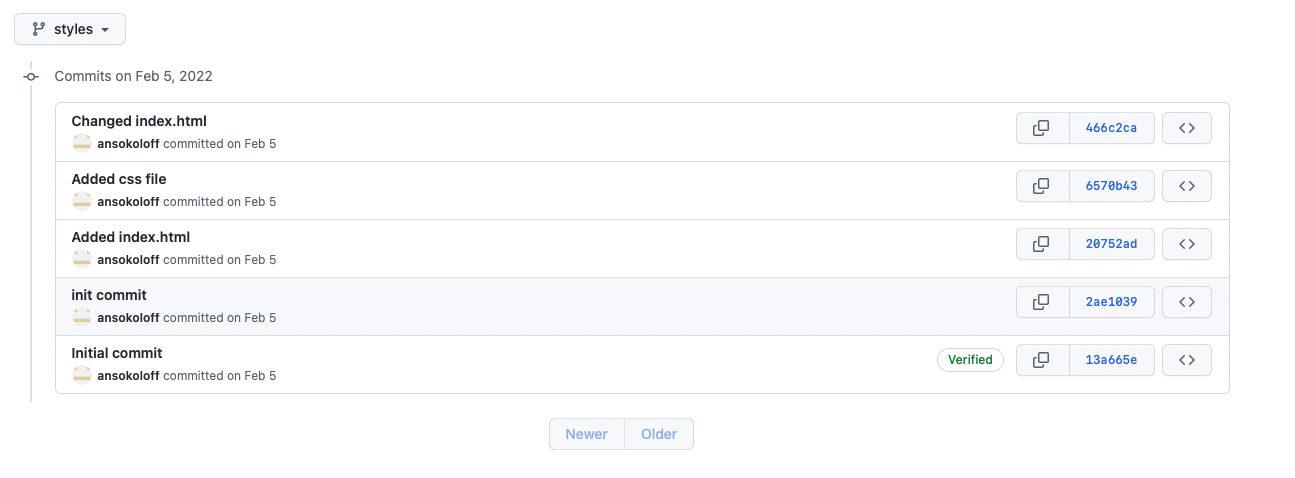 styles
Commits on Feb 5, 2022
Changed index.html
466c2ca
ansokoloff committed on Feb 5
Added css file
6570b43
ansokoloff committed on Feb 5
Added index.html
20752ad
ansokoloff committed on Feb 5
init commit
2ae1039
ansokoloff committed on Feb 5
Initial commit
Verified
13a665e
ansokoloff committed on Feb 5
Newer
Older